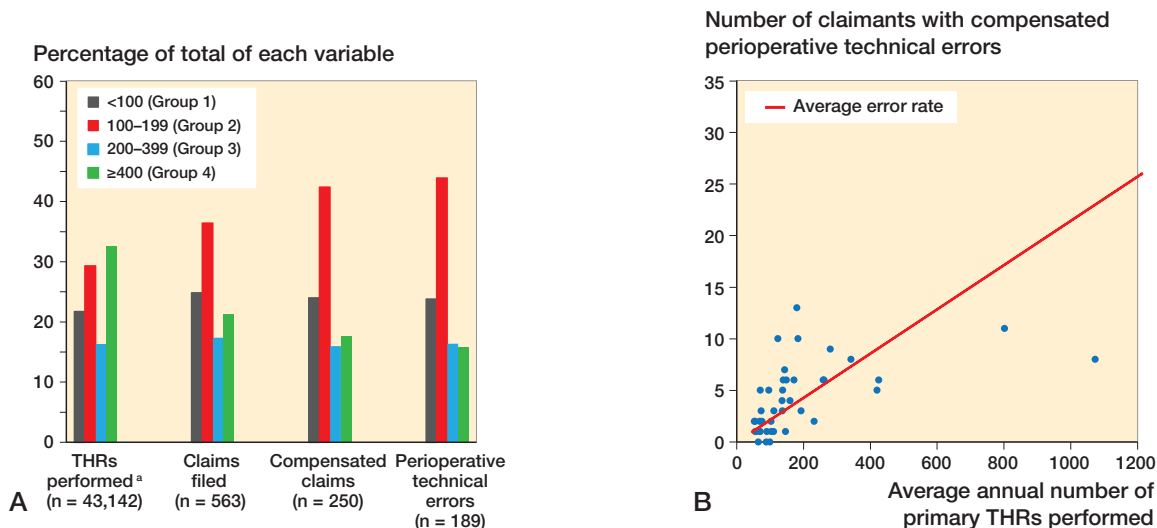 Percentage of total of each variable
60
50
40
30
20
10
0
<100 (Group 1)
100–199 (Group 2)
200–399 (Group 3)
≥400 (Group 4)
THRs
performed a
(n = 43,142)
Claims
filed
(n = 563)
Compensated
claims
(n = 250)
Perioperative
technical
errors
(n = 189)
A
Number of claimants with compensated
perioperative technical errors
35
30
25
20
15
10
5
0
Average error rate
0 200 400 600 800 1000 1200
Average annual number of
primary THRs performed
B